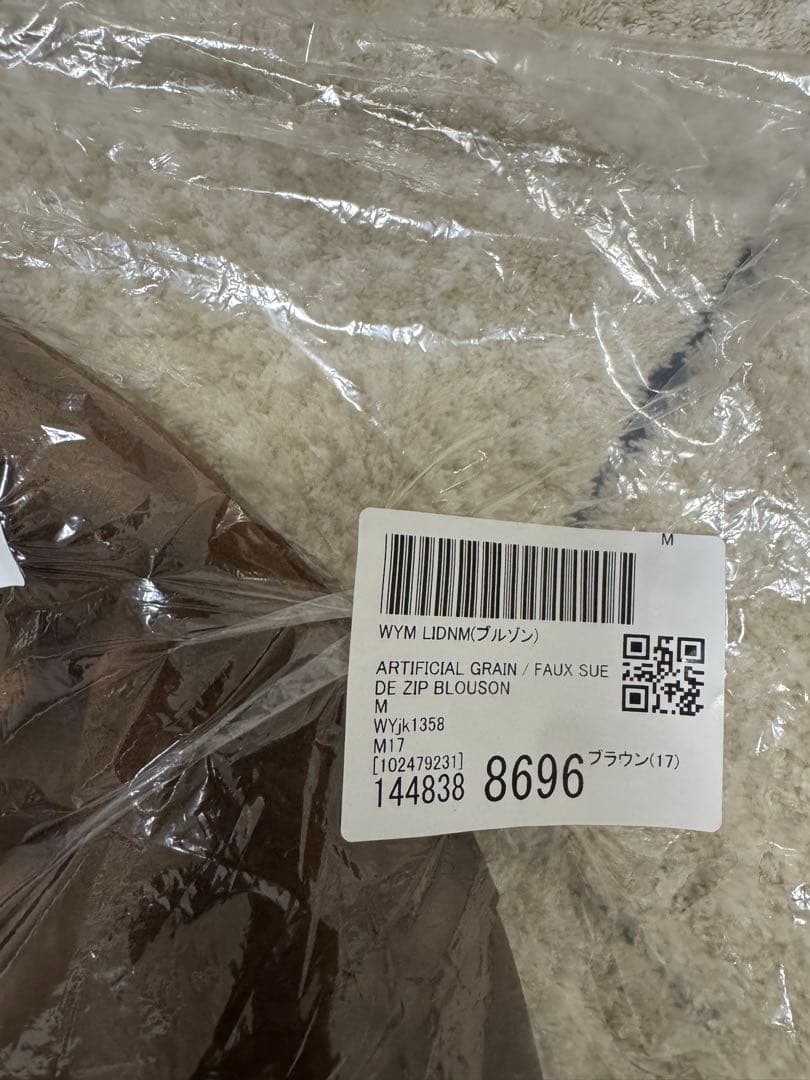 M
WYM LIDNM(ブルゾン)
ARTIFICIAL GRAIN / FAUX SUE
DE ZIP BLOUSON
M
WYjk1358
M17
[102479231]
144838 8696 ブラウン(17)